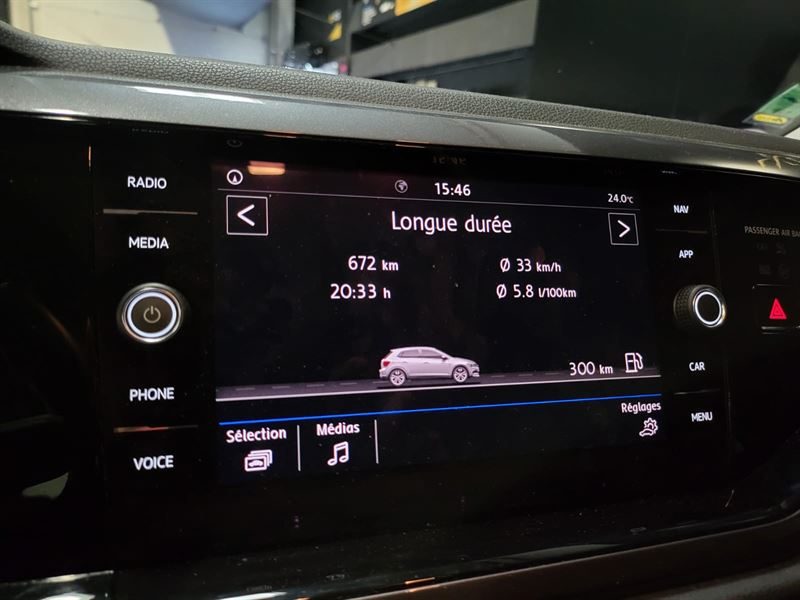 RADIO
MEDIA
PHONE
VOICE
15:46
24.0°C
<
Longue durée
>
672 km
Ø 33 km/h
20:33 h
Ø 5.8 l/100km
300 km
Sélection
Médias
Réglages
NAV
APP
CAR
MENU
PASSENGER AIR